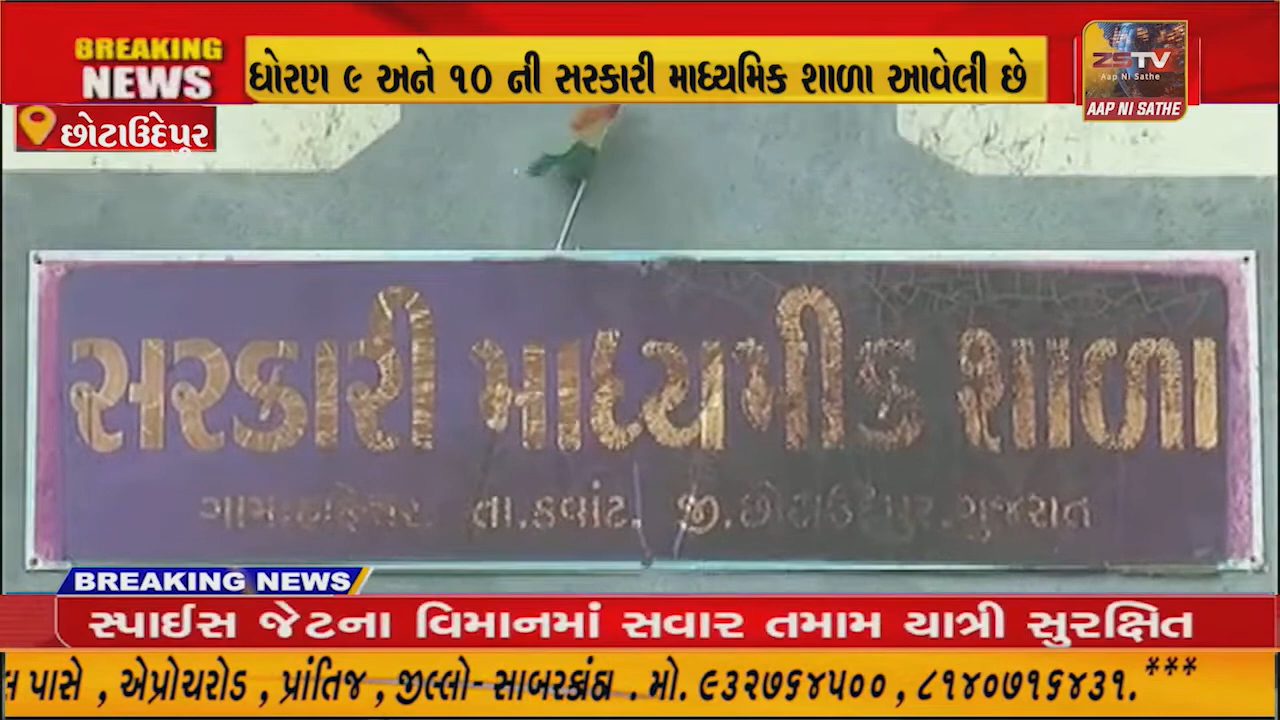 BREAKING
NEWS
ધોરણ ૯ અને ૧૦ ની સરકારી માધ્યમિક શાળા આવેલી છે
ZSTV
Aap Ni Sathe
AAP NI SATHE
છોટાઉદેપુર
સરકારી માધ્યમીક શાળા
ગામ. તા.કવાંટ. જી.છોટાઉદેપુર.ગુજરાત
BREAKING NEWS
સ્પાઈસ જેટના વિમાનમાં સવાર તમામ યાત્રી સુરક્ષિત
પાસે , એપ્રોચરોડ , પ્રાંતિજ , જીલ્લો- સાબરકાંઠા . મો. ૯૩૨૭૬૪૫૦૦ , ૮૧૪૦૭૧૬૪૩૧.***